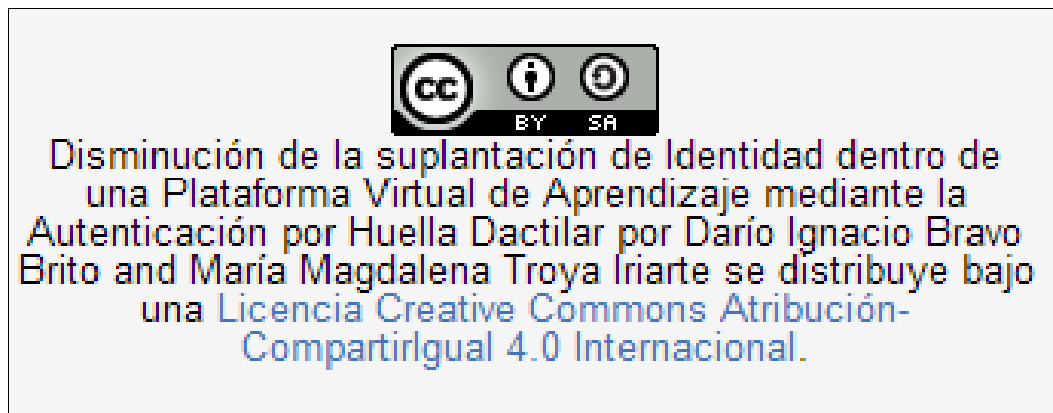 cc
BY SA
Disminución de la suplantación de Identidad dentro de
una Plataforma Virtual de Aprendizaje mediante la
Autenticación por Huella Dactilar por Darío Ignacio Bravo
Brito and María Magdalena Troya Iriarte se distribuye bajo
una Licencia Creative Commons Atribución-
CompartirIgual 4.0 Internacional.